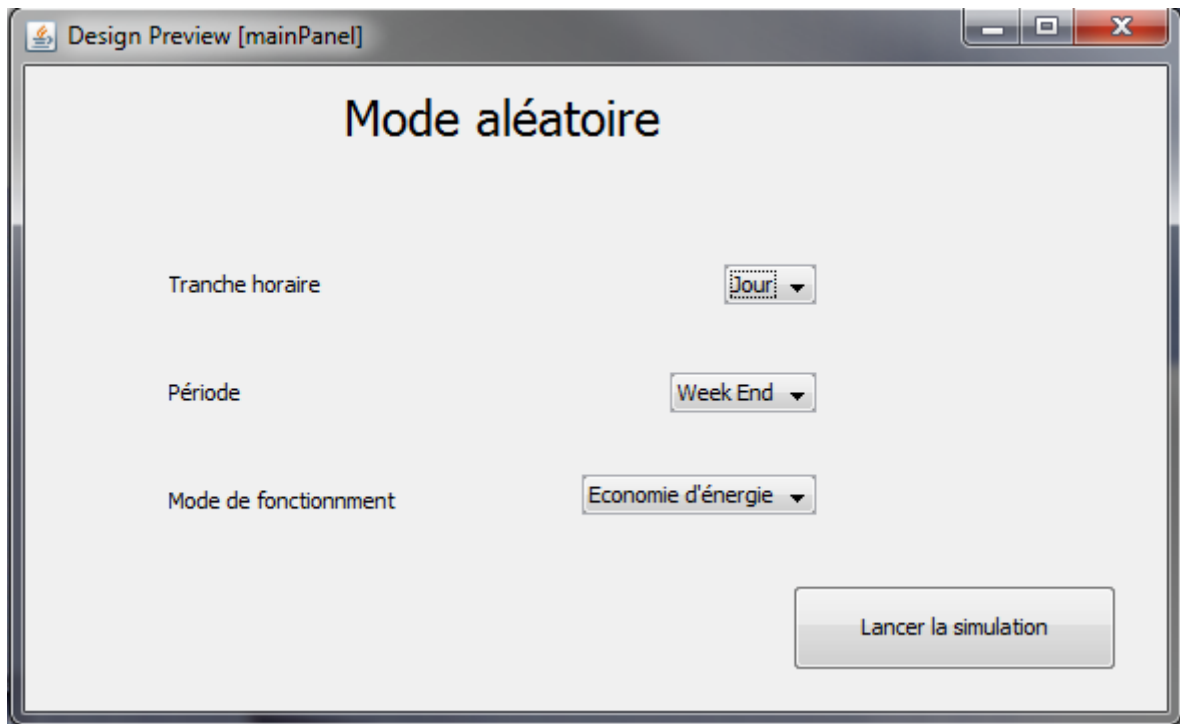 Design Preview [mainPanel]
Mode aléatoire
Tranche horaire
Jour
Période
Week End
Mode de fonctionnment
Economie d'énergie
Lancer la simulation